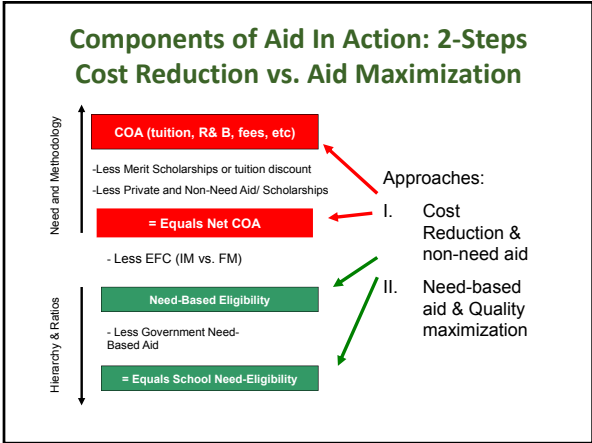 Components of Aid In Action: 2-Steps
Cost Reduction vs. Aid Maximization
Need and Methodology
COA (tuition, R& B, fees, etc)
-Less Merit Scholarships or tuition discount
-Less Private and Non-Need Aid/ Scholarships
= Equals Net COA
- Less EFC (IM vs. FM)
Hierarchy & Ratios
Need-Based Eligibility
- Less Government Need-
Based Aid
= Equals School Need-Eligibility
Approaches:
I. Cost
Reduction &
non-need aid
II. Need-based
aid & Quality
maximization